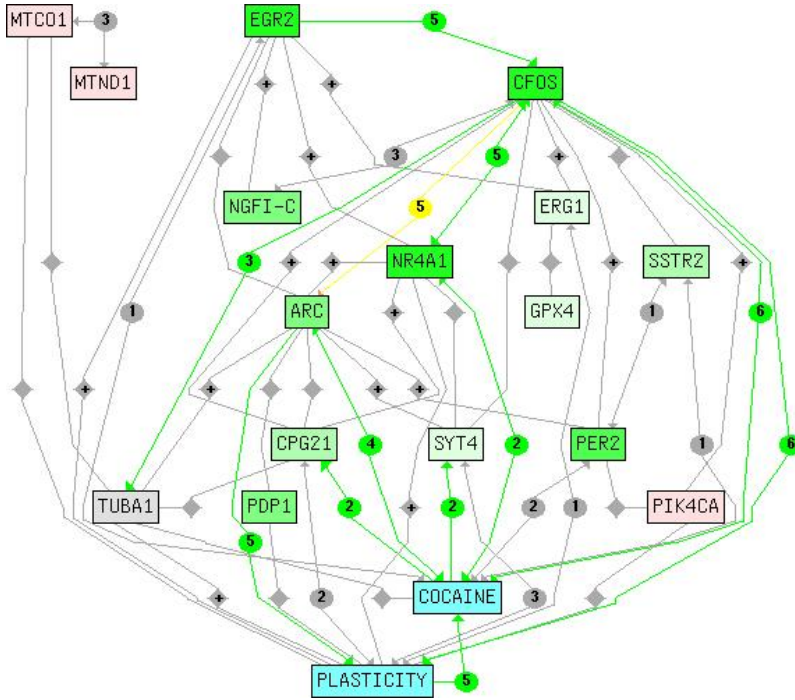 MTCO1
3
EGR2
5
MTND1
CFOS
+
+
+
3
5
+
NGFI-C
5
ERG1
3
+
+
NR4A1
+
SSTR2
+
1
ARC
+
GPX4
1
6
+
+
+
+
CPG21
4
SYT4
2
PER2
1
6
TUBA1
PDP1
2
+
2
2
1
PIK4CA
5
+
2
COCAINE
3
PLASTICITY
5